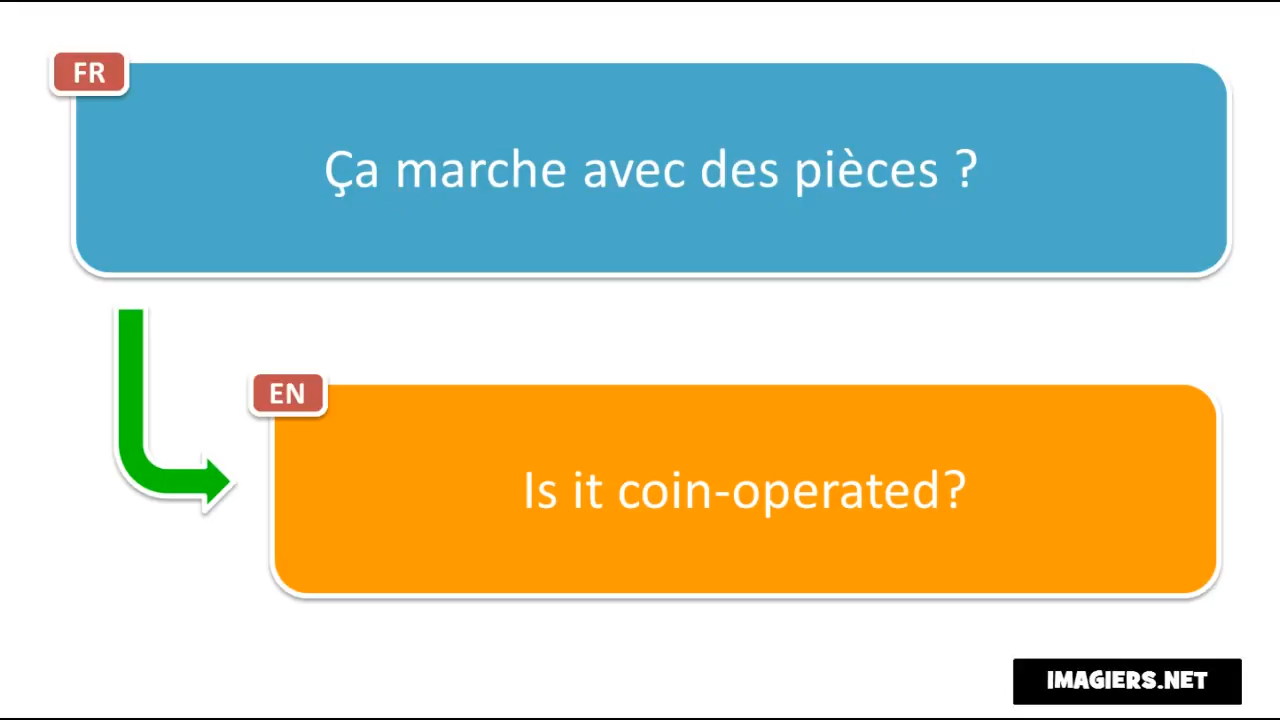 FR
Ça marche avec des pièces ?
EN
Is it coin-operated?
IMAGIERS.NET